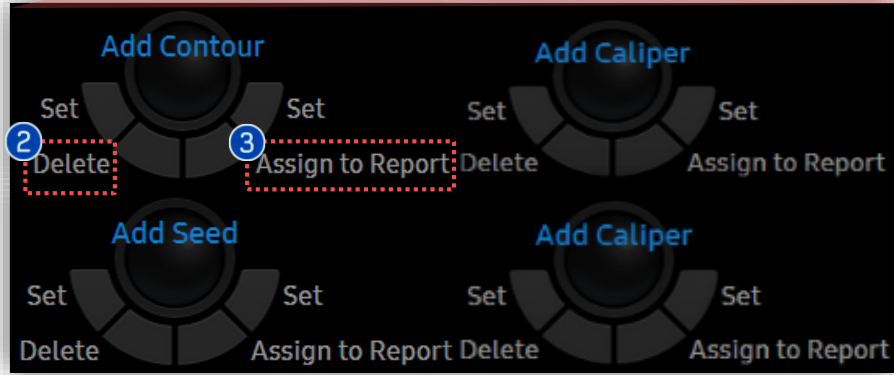 Add Contour
Set
Set
2
Delete
3
Assign to Report
Add Caliper
Set
Set
Delete
Assign to Report
Add Seed
Set
Set
Delete
Assign to Report
Add Caliper
Set
Set
Delete
Assign to Report